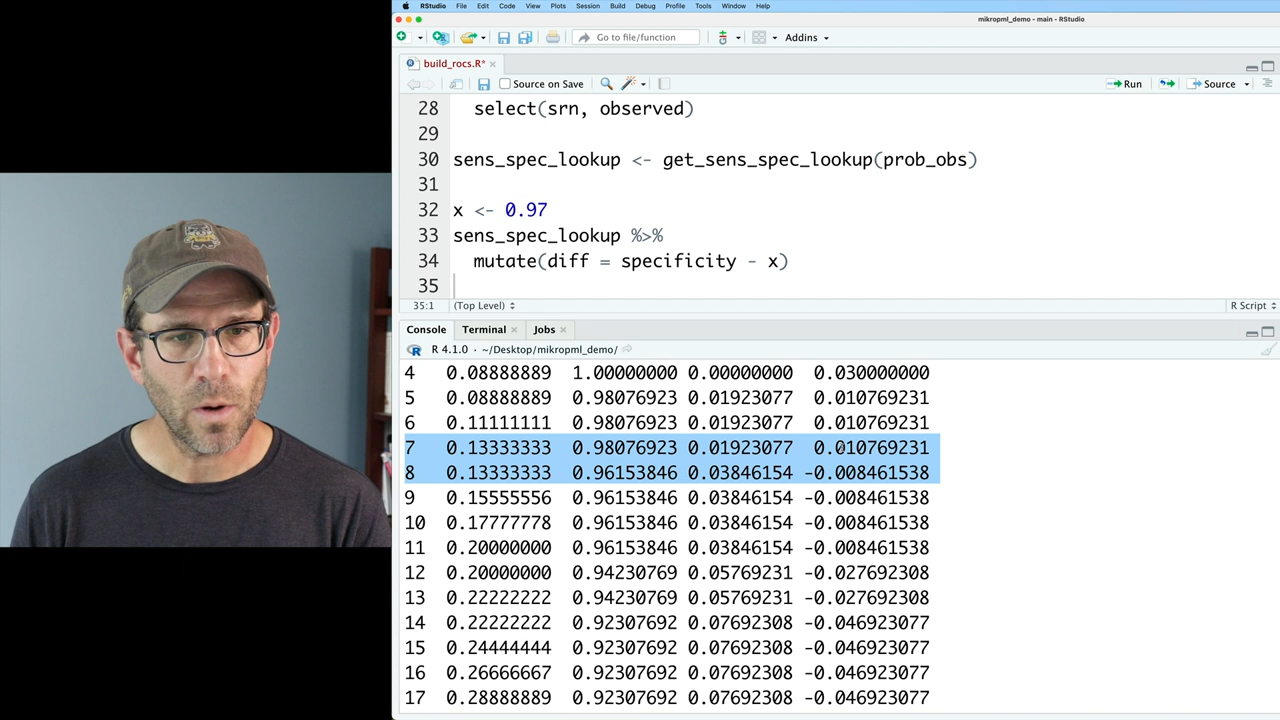 RStudio File Edit Code View Plots Session Build Debug Profile Tools Window Help
mikropml_demo - main - RStudio
Go to file/function Addins
build_rocs.R*
Source on Save Run Source
28 select(srn, observed)
29
30 sens_spec_lookup <- get_sens_spec_lookup(prob_obs)
31
32 x <- 0.97
33 sens_spec_lookup %>%
34 mutate(diff = specificity - x)
35
35:1 (Top Level) R Script
Console Terminal Jobs
R 4.1.0 · ~/Desktop/mikropml_demo/
4 0.08888889 1.00000000 0.00000000 0.030000000
5 0.08888889 0.98076923 0.01923077 0.010769231
6 0.11111111 0.98076923 0.01923077 0.010769231
7 0.13333333 0.98076923 0.01923077 0.010769231
8 0.13333333 0.96153846 0.03846154 -0.008461538
9 0.15555556 0.96153846 0.03846154 -0.008461538
10 0.17777778 0.96153846 0.03846154 -0.008461538
11 0.20000000 0.96153846 0.03846154 -0.008461538
12 0.20000000 0.94230769 0.05769231 -0.027692308
13 0.22222222 0.94230769 0.05769231 -0.027692308
14 0.22222222 0.92307692 0.07692308 -0.046923077
15 0.24444444 0.92307692 0.07692308 -0.046923077
16 0.26666667 0.92307692 0.07692308 -0.046923077
17 0.28888889 0.92307692 0.07692308 -0.046923077